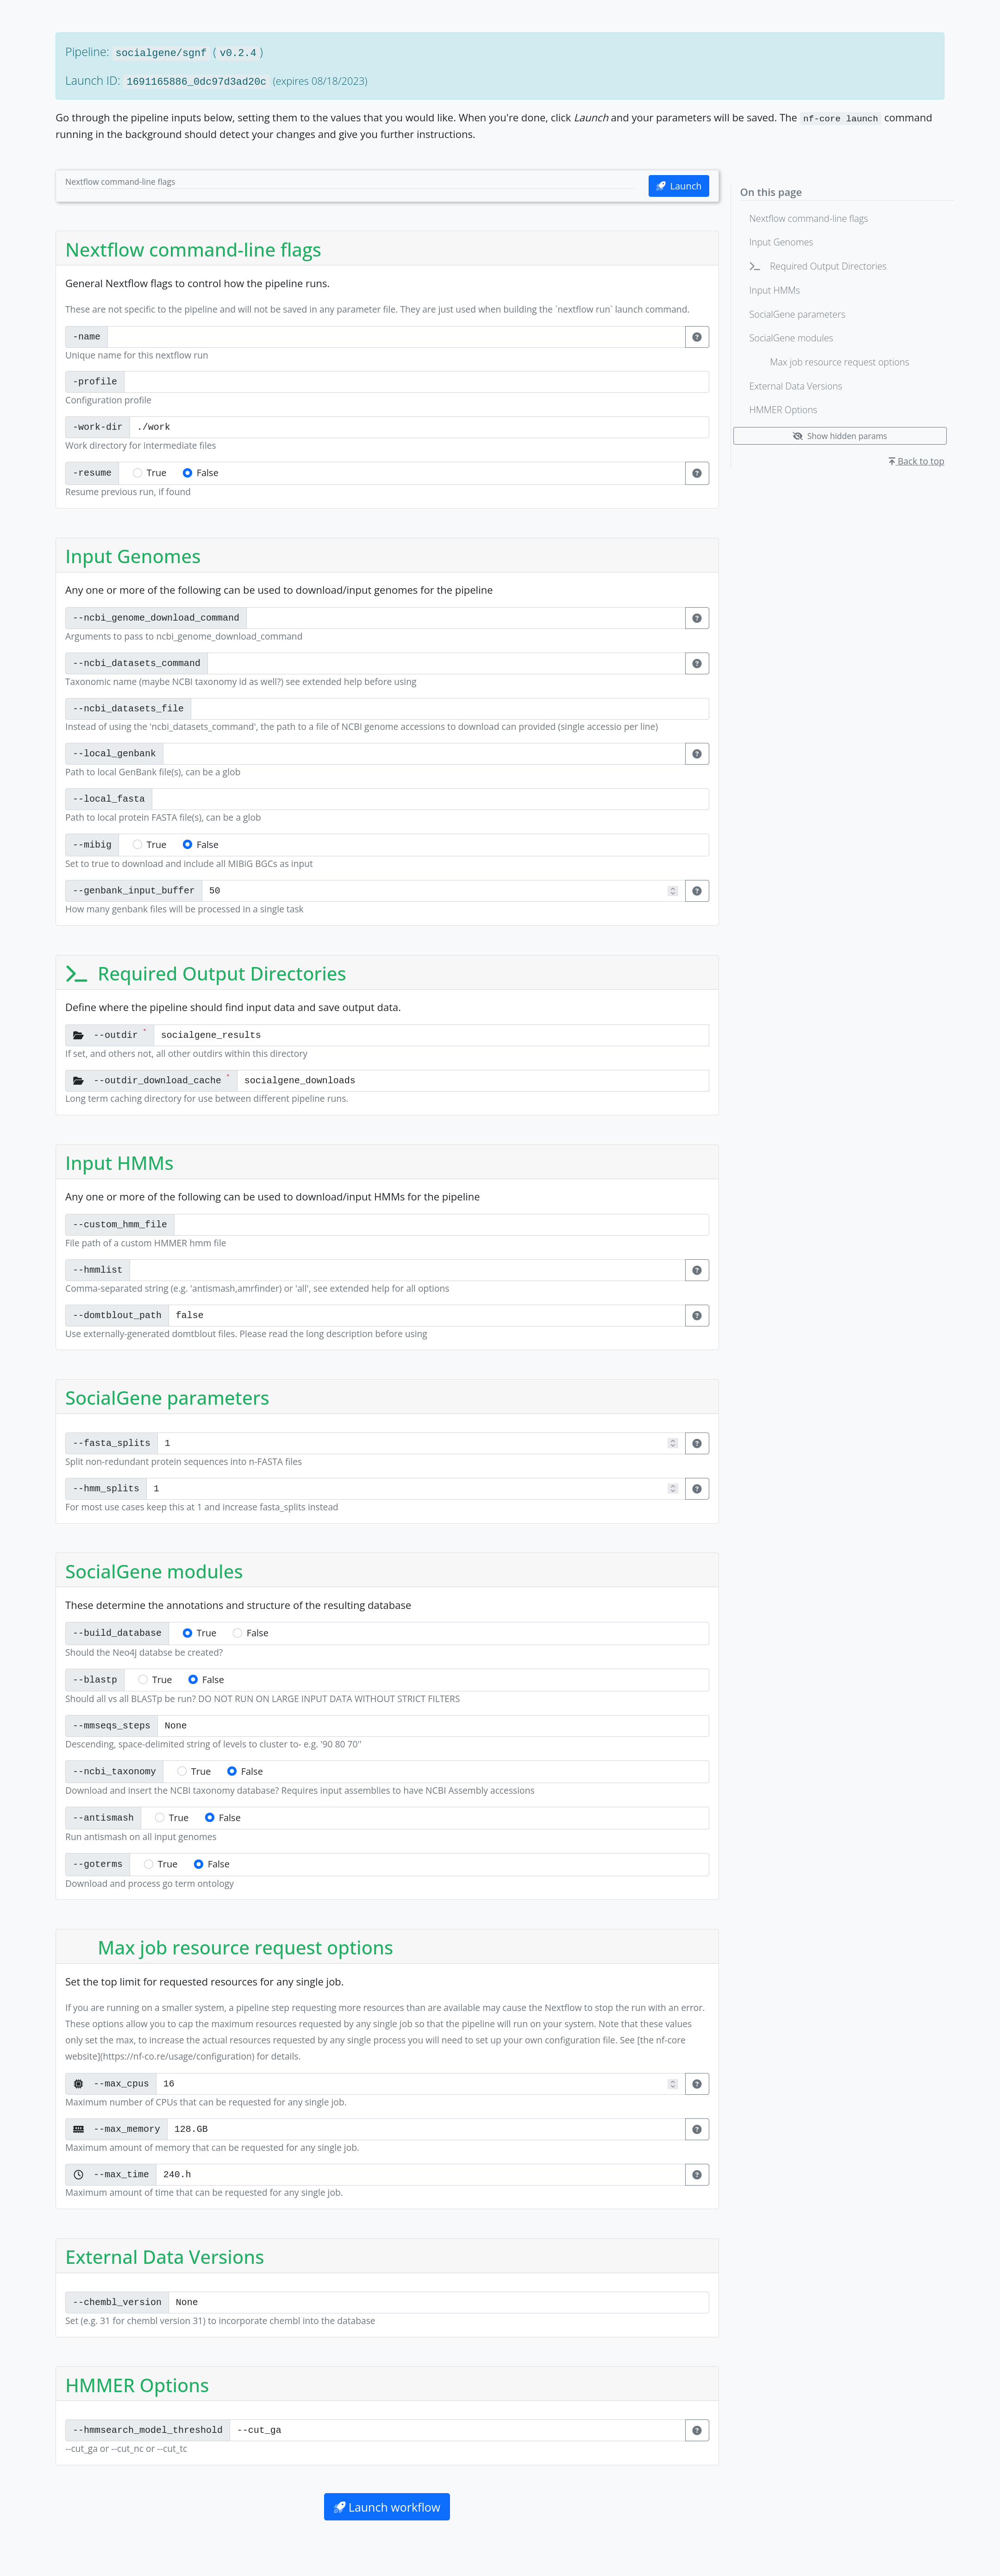 Pipeline: socialgene/sgnf ( v0.2.4 )
Launch ID: 1691165886_0dc97d3ad20c (expires 08/18/2023)
Go through the pipeline inputs below, setting them to the values that you would like. When you're done, click Launch and your parameters will be saved. The nf-core launch command
running in the background should detect your changes and give you further instructions.
Nextflow command-line flags
Launch
On this page
Nextflow command-line flags
Input Genomes
Required Output Directories
Input HMMs
SocialGene parameters
SocialGene modules
Max job resource request options
External Data Versions
HMMER Options
Show hidden params
Back to top
Nextflow command-line flags
General Nextflow flags to control how the pipeline runs.
These are not specific to the pipeline and will not be saved in any parameter file. They are just used when building the `nextflow run` launch command.
-name
Unique name for this nextflow run
-profile
Configuration profile
-work-dir ./work
Work directory for intermediate files
-resume True False
Resume previous run, if found
Input Genomes
Any one or more of the following can be used to download/input genomes for the pipeline
--ncbi_genome_download_command
Arguments to pass to ncbi_genome_download_command
--ncbi_datasets_command
Taxonomic name (maybe NCBI taxonomy id as well?) see extended help before using
--ncbi_datasets_file
Instead of using the 'ncbi_datasets_command', the path to a file of NCBI genome accessions to download can provided (single accessio per line)
--local_genbank
Path to local GenBank file(s), can be a glob
--local_fasta
Path to local protein FASTA file(s), can be a glob
--mibig True False
Set to true to download and include all MIBiG BGCs as input
--genbank_input_buffer 50
How many genbank files will be processed in a single task
Required Output Directories
Define where the pipeline should find input data and save output data.
--outdir * socialgene_results
If set, and others not, all other outdirs within this directory
--outdir_download_cache * socialgene_downloads
Long term caching directory for use between different pipeline runs.
Input HMMs
Any one or more of the following can be used to download/input HMMs for the pipeline
--custom_hmm_file
File path of a custom HMMER hmm file
--hmmlist
Comma-separated string (e.g. 'antismash,amrfinder) or 'all', see extended help for all options
--domtblout_path false
Use externally-generated domtblout files. Please read the long description before using
SocialGene parameters
--fasta_splits 1
Split non-redundant protein sequences into n-FASTA files
--hmm_splits 1
For most use cases keep this at 1 and increase fasta_splits instead
SocialGene modules
These determine the annotations and structure of the resulting database
--build_database True False
Should the Neo4j databse be created?
--blastp True False
Should all vs all BLASTp be run? DO NOT RUN ON LARGE INPUT DATA WITHOUT STRICT FILTERS
--mmseqs_steps None
Descending, space-delimited string of levels to cluster to- e.g. '90 80 70''
--ncbi_taxonomy True False
Download and insert the NCBI taxonomy database? Requires input assemblies to have NCBI Assembly accessions
--antismash True False
Run antismash on all input genomes
--goterms True False
Download and process go term ontology
Max job resource request options
Set the top limit for requested resources for any single job.
If you are running on a smaller system, a pipeline step requesting more resources than are available may cause the Nextflow to stop the run with an error.
These options allow you to cap the maximum resources requested by any single job so that the pipeline will run on your system. Note that these values
only set the max, to increase the actual resources requested by any single process you will need to set up your own configuration file. See [the nf-core
website](https://nf-co.re/usage/configuration) for details.
--max_cpus 16
Maximum number of CPUs that can be requested for any single job.
--max_memory 128.GB
Maximum amount of memory that can be requested for any single job.
--max_time 240.h
Maximum amount of time that can be requested for any single job.
External Data Versions
--chembl_version None
Set (e.g. 31 for chembl version 31) to incorporate chembl into the database
HMMER Options
--hmmsearch_model_threshold --cut_ga
--cut_ga or --cut_nc or --cut_tc
Launch workflow